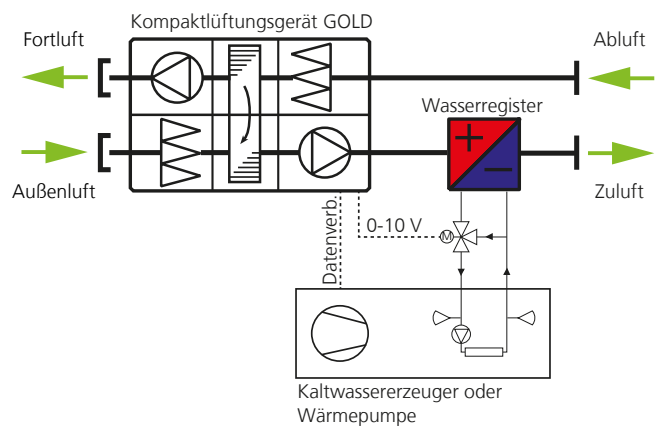 Kompaktlüftungsgerät GOLD
Fortluft
Abluft
Wasserregister
+
−
Außenluft
Zuluft
Datenverb.
0-10 V
M
Kaltwassererzeuger oder
Wärmepumpe